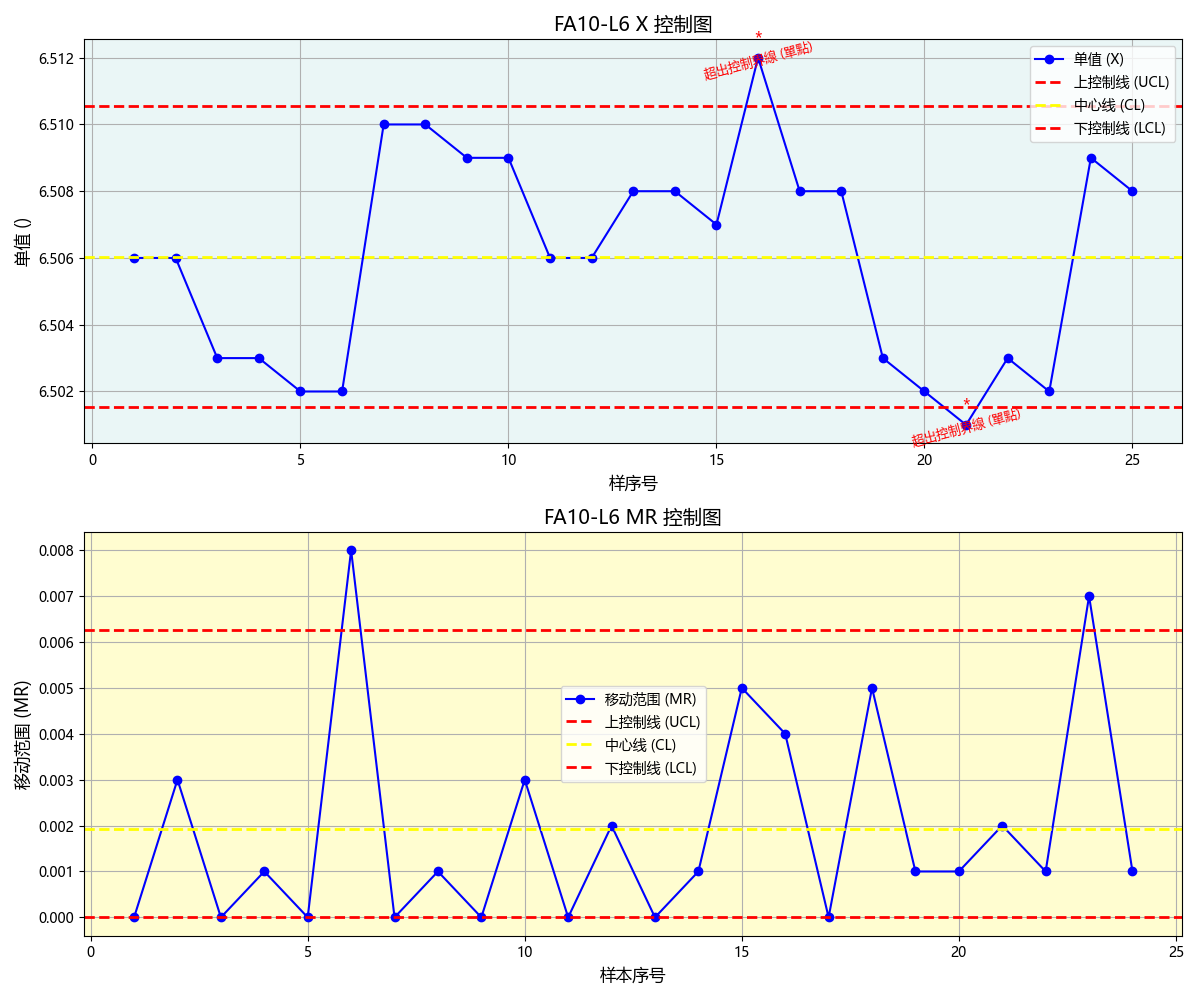 FA10-L6 X 控制图
单值 ()
6.512
6.510
6.508
6.506
6.504
6.502
*
超出控制界線 (單點)
单值 (X)
上控制线 (UCL)
中心线 (CL)
下控制线 (LCL)
*
超出控制界線 (單點)
0
5
10
15
20
25
样序号
FA10-L6 MR 控制图
移动范围 (MR)
0.008
0.007
0.006
0.005
0.004
0.003
0.002
0.001
0.000
移动范围 (MR)
上控制线 (UCL)
中心线 (CL)
下控制线 (LCL)
0
5
10
15
20
25
样本序号